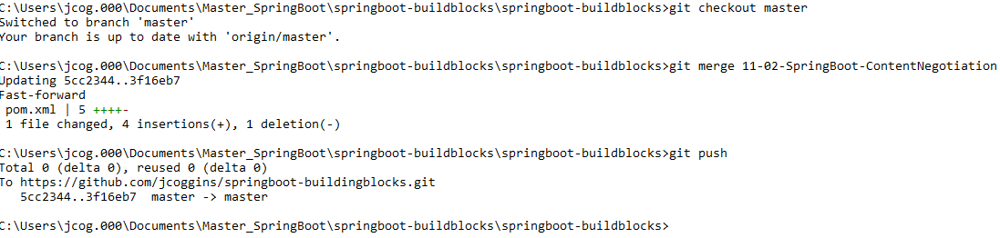 C:\Users\jcog.000\Documents\Master_SpringBoot\springboot-buildblocks\springboot-buildblocks>git checkout master
Switched to branch 'master'
Your branch is up to date with 'origin/master'.
C:\Users\jcog.000\Documents\Master_SpringBoot\springboot-buildblocks\springboot-buildblocks>git merge 11-02-SpringBoot-ContentNegotiation
Updating 5cc2344..3f16eb7
Fast-forward
 pom.xml | 5 ++++-
 1 file changed, 4 insertions(+), 1 deletion(-)
C:\Users\jcog.000\Documents\Master_SpringBoot\springboot-buildblocks\springboot-buildblocks>git push
Total 0 (delta 0), reused 0 (delta 0)
To https://github.com/jcoggins/springboot-buildingblocks.git
   5cc2344..3f16eb7  master -> master
C:\Users\jcog.000\Documents\Master_SpringBoot\springboot-buildblocks\springboot-buildblocks>